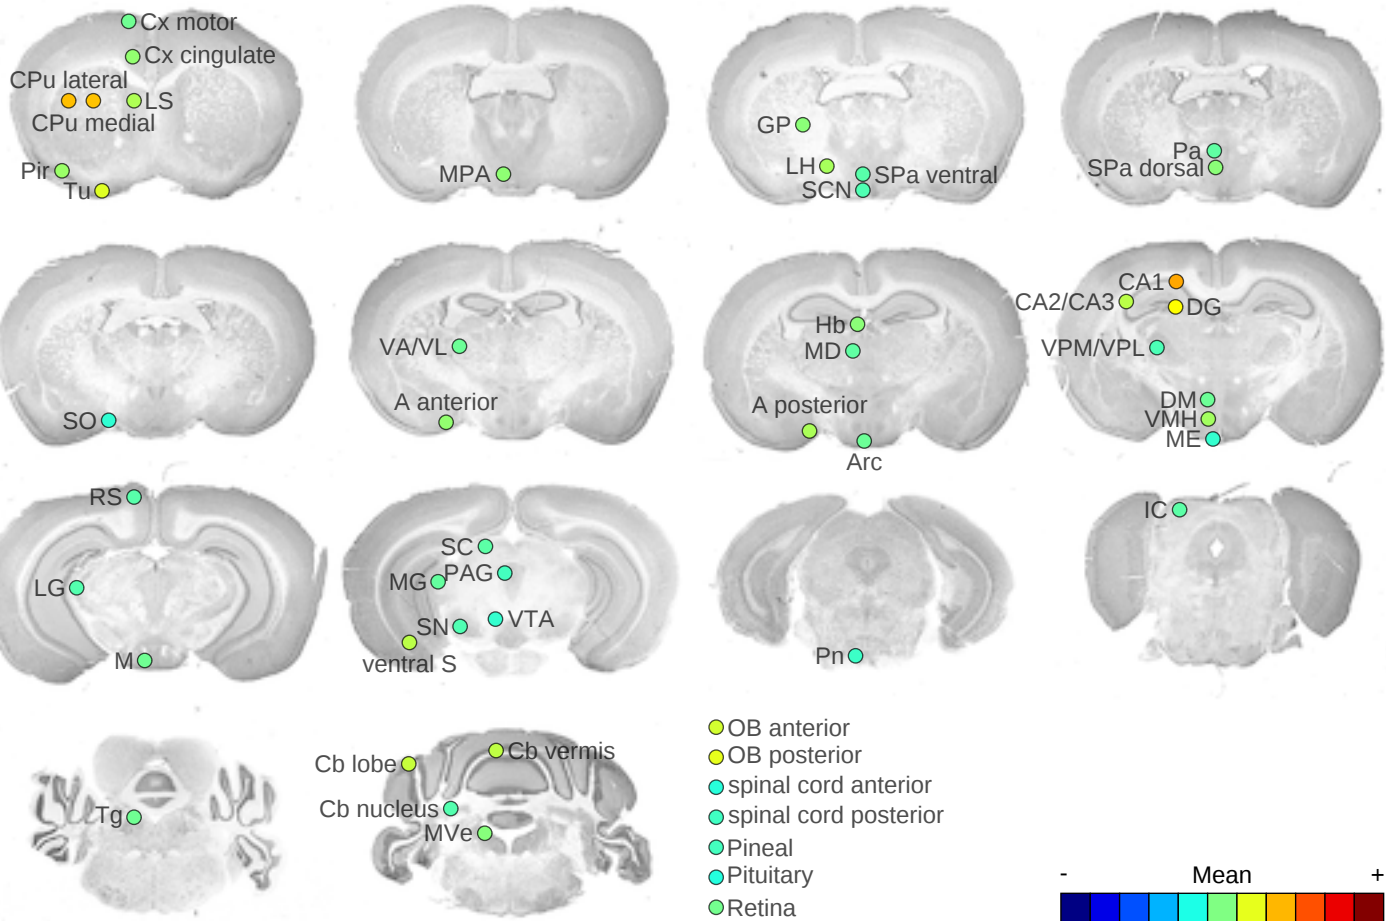 Cx motor
Cx cingulate
CPu lateral
LS
CPu medial
Pir
Tu
MPA
GP
LH
SPa ventral
SCN
Pa
SPa dorsal
SO
VA/VL
A anterior
Hb
MD
A posterior
Arc
CA1
CA2/CA3
DG
VPM/VPL
DM
VMH
ME
RS
LG
M
SC
PAG
MG
VTA
SN
ventral S
Pn
IC
Tg
Cb lobe
Cb vermis
Cb nucleus
MVe
OB anterior
OB posterior
spinal cord anterior
spinal cord posterior
Pineal
Pituitary
Retina
- Mean +